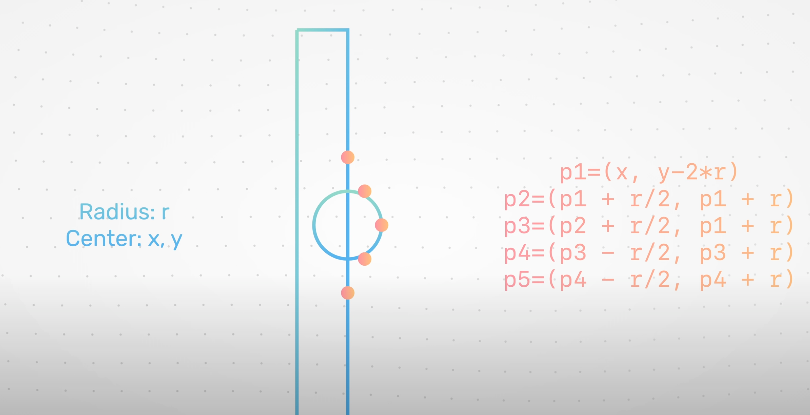 Radius: r
Center: x, y
p1=(x, y-2*r)
p2=(p1 + r/2, p1 + r)
p3=(p2 + r/2, p1 + r)
p4=(p3 - r/2, p3 + r)
p5=(p4 - r/2, p4 + r)